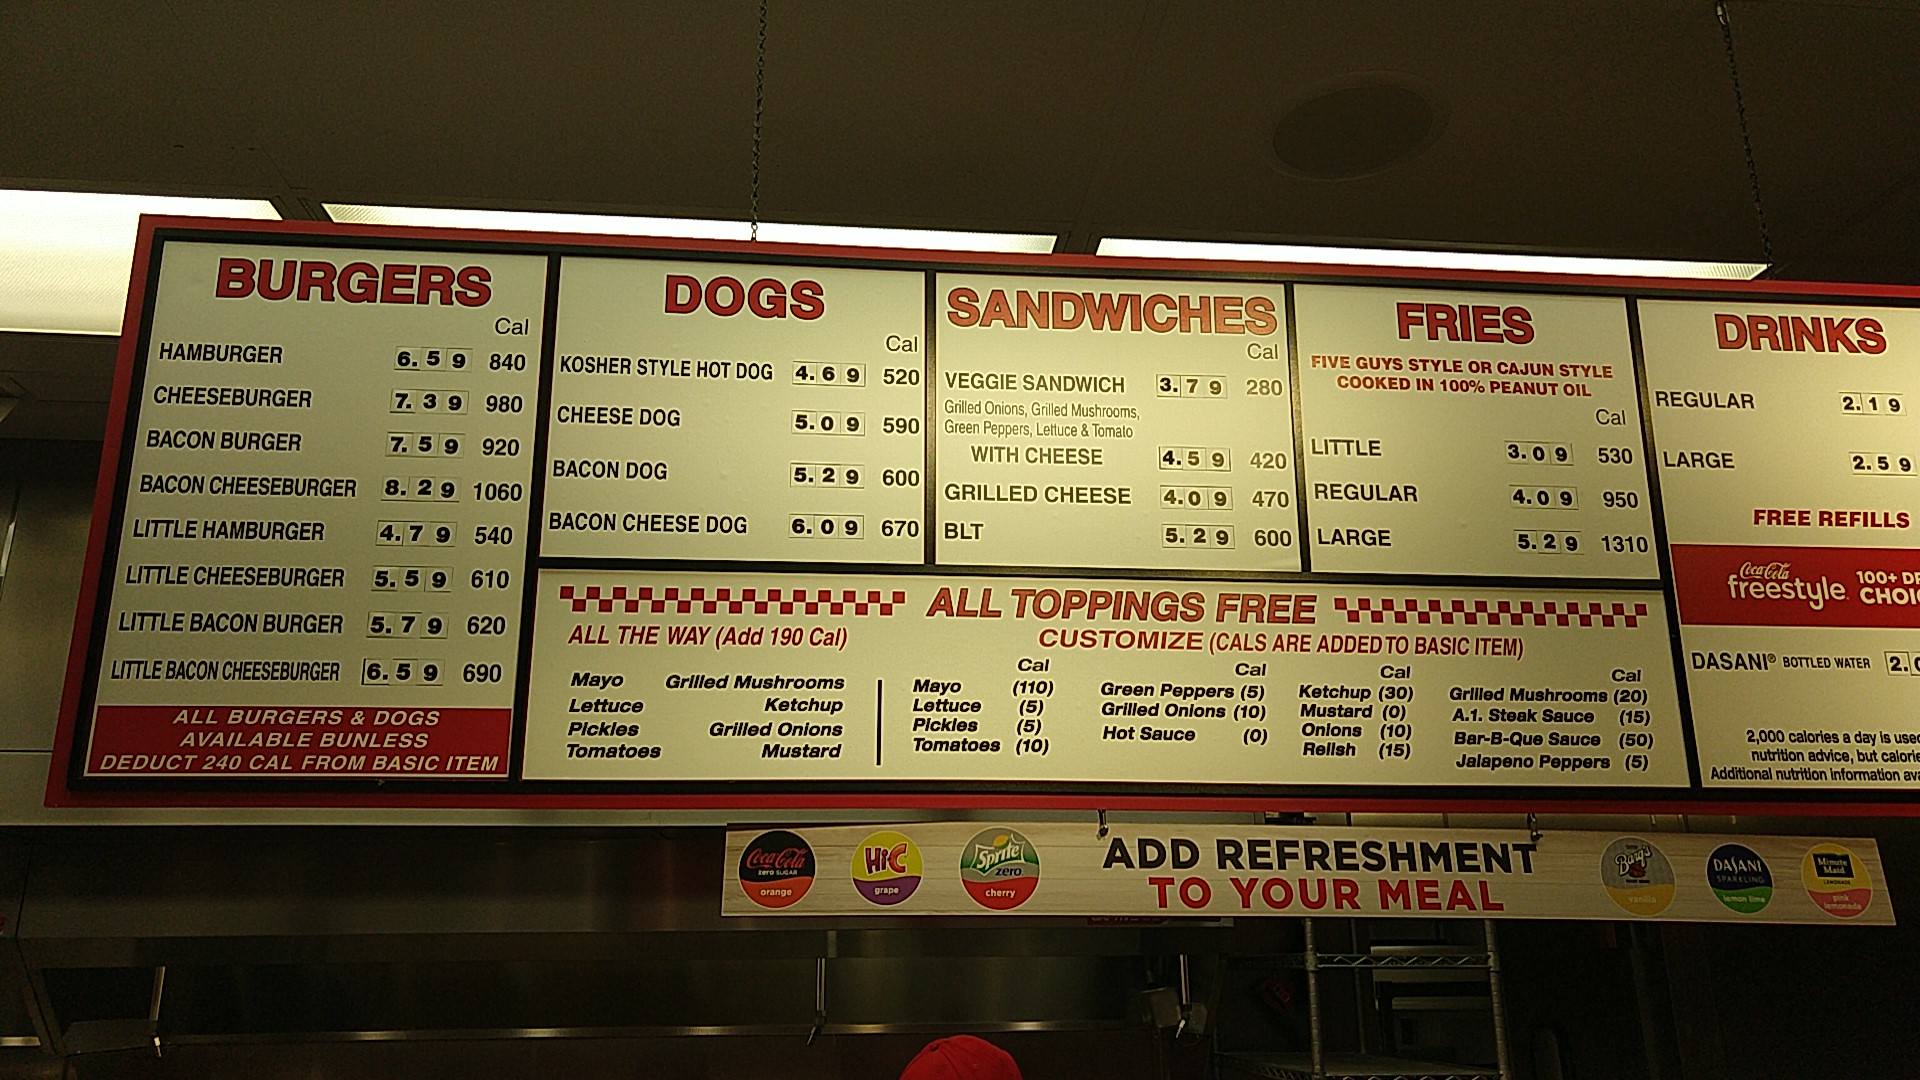 BURGERS
Cal
HAMBURGER 6.59 840
CHEESEBURGER 7.39 980
BACON BURGER 7.59 920
BACON CHEESEBURGER 8.29 1060
LITTLE HAMBURGER 4.79 540
LITTLE CHEESEBURGER 5.59 610
LITTLE BACON BURGER 5.79 620
LITTLE BACON CHEESEBURGER 6.59 690
ALL BURGERS & DOGS
AVAILABLE BUNLESS
DEDUCT 240 CAL FROM BASIC ITEM
DOGS
Cal
KOSHER STYLE HOT DOG 4.69 520
CHEESE DOG 5.09 590
BACON DOG 5.29 600
BACON CHEESE DOG 6.09 670
SANDWICHES
Cal
VEGGIE SANDWICH 3.79 280
Grilled Onions, Grilled Mushrooms,
Green Peppers, Lettuce & Tomato
WITH CHEESE 4.59 420
GRILLED CHEESE 4.09 470
BLT 5.29 600
FRIES
FIVE GUYS STYLE OR CAJUN STYLE
COOKED IN 100% PEANUT OIL
Cal
LITTLE 3.09 530
REGULAR 4.09 950
LARGE 5.29 1310
DRINKS
REGULAR 2.19
LARGE 2.59
FREE REFILLS
Coca-Cola
freestyle
100+
DASANI® BOTTLED WATER 2.
2,000 calories a day is used
nutrition advice, but
Additional nutrition information
ALL TOPPINGS FREE
ALL THE WAY (Add 190 Cal)
Mayo Grilled Mushrooms
Lettuce Ketchup
Pickles Grilled Onions
Tomatoes Mustard
CUSTOMIZE (CALS ARE ADDED TO BASIC ITEM)
Cal
Mayo (110)
Lettuce (5)
Pickles (5)
Tomatoes (10)
Cal
Green Peppers (5)
Grilled Onions (10)
Hot Sauce (0)
Cal
Ketchup (30)
Mustard (0)
Onions (10)
Relish (15)
Cal
Grilled Mushrooms (20)
A.1. Steak Sauce (15)
Bar-B-Que Sauce (50)
Jalapeno Peppers (5)
Coca-Cola
zero SUGAR
orange
Hi-C
grape
Sprite
zero
cherry
ADD REFRESHMENT
TO YOUR MEAL
Barq's
vanilla
DASANI
SPARKLING
lemon lime
Minute
Maid
LEMONADE
pink
lemonade